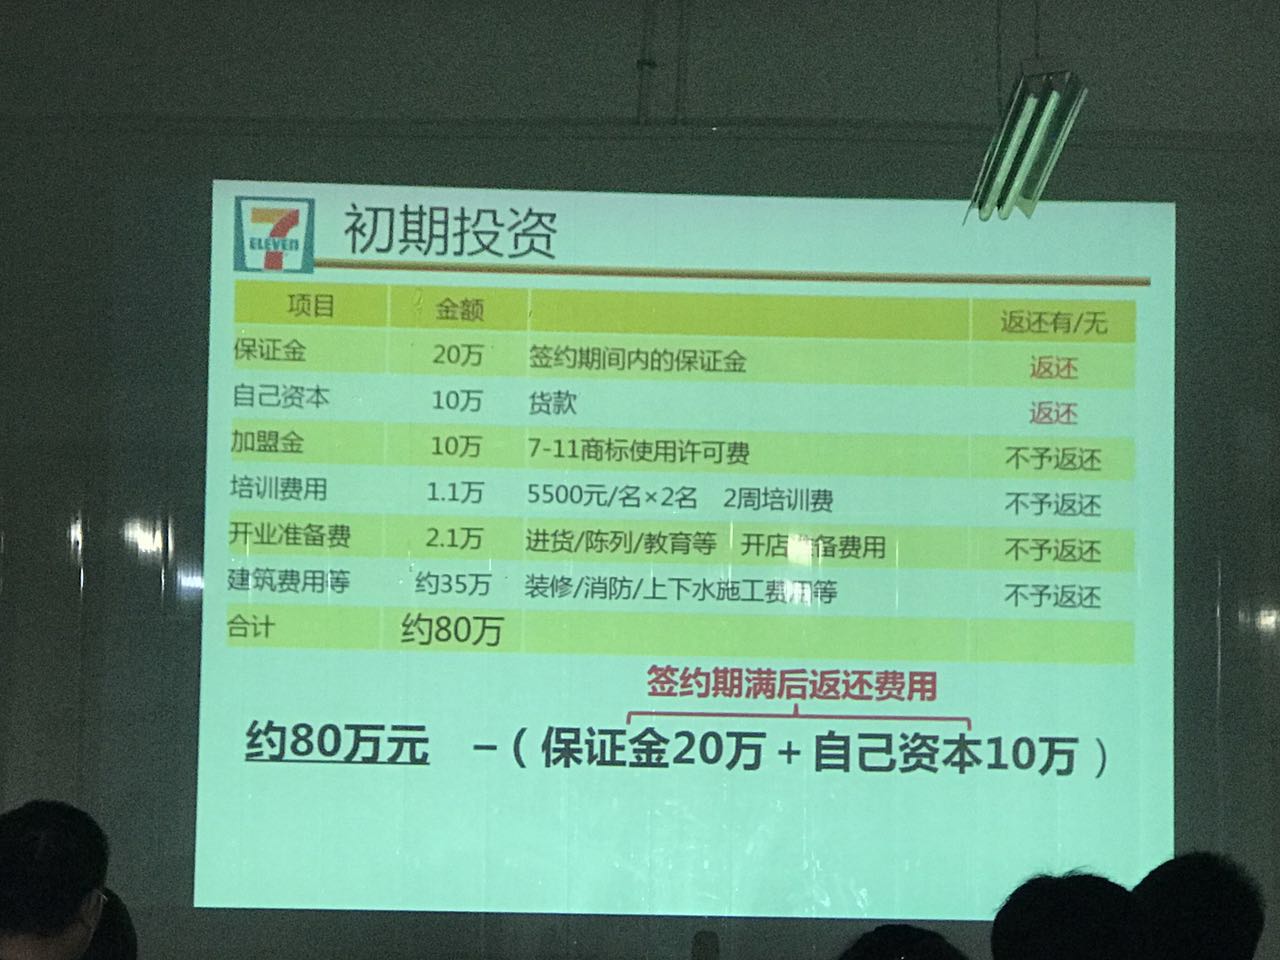 7
ELEVEN
初期投资
项目 金额 返还有/无
保证金 20万 签约期间内的保证金 返还
自己资本 10万 货款 返还
加盟金 10万 7-11商标使用许可费 不予返还
培训费用 1.1万 5500元/名×2名 2周培训费 不予返还
开业准备费 2.1万 进货/陈列/教育等 开店准备费用 不予返还
建筑费用等 约35万 装修/消防/上下水施工费用等 不予返还
合计 约80万
签约期满后返还费用
约80万元 –（保证金20万＋自己资本10万）